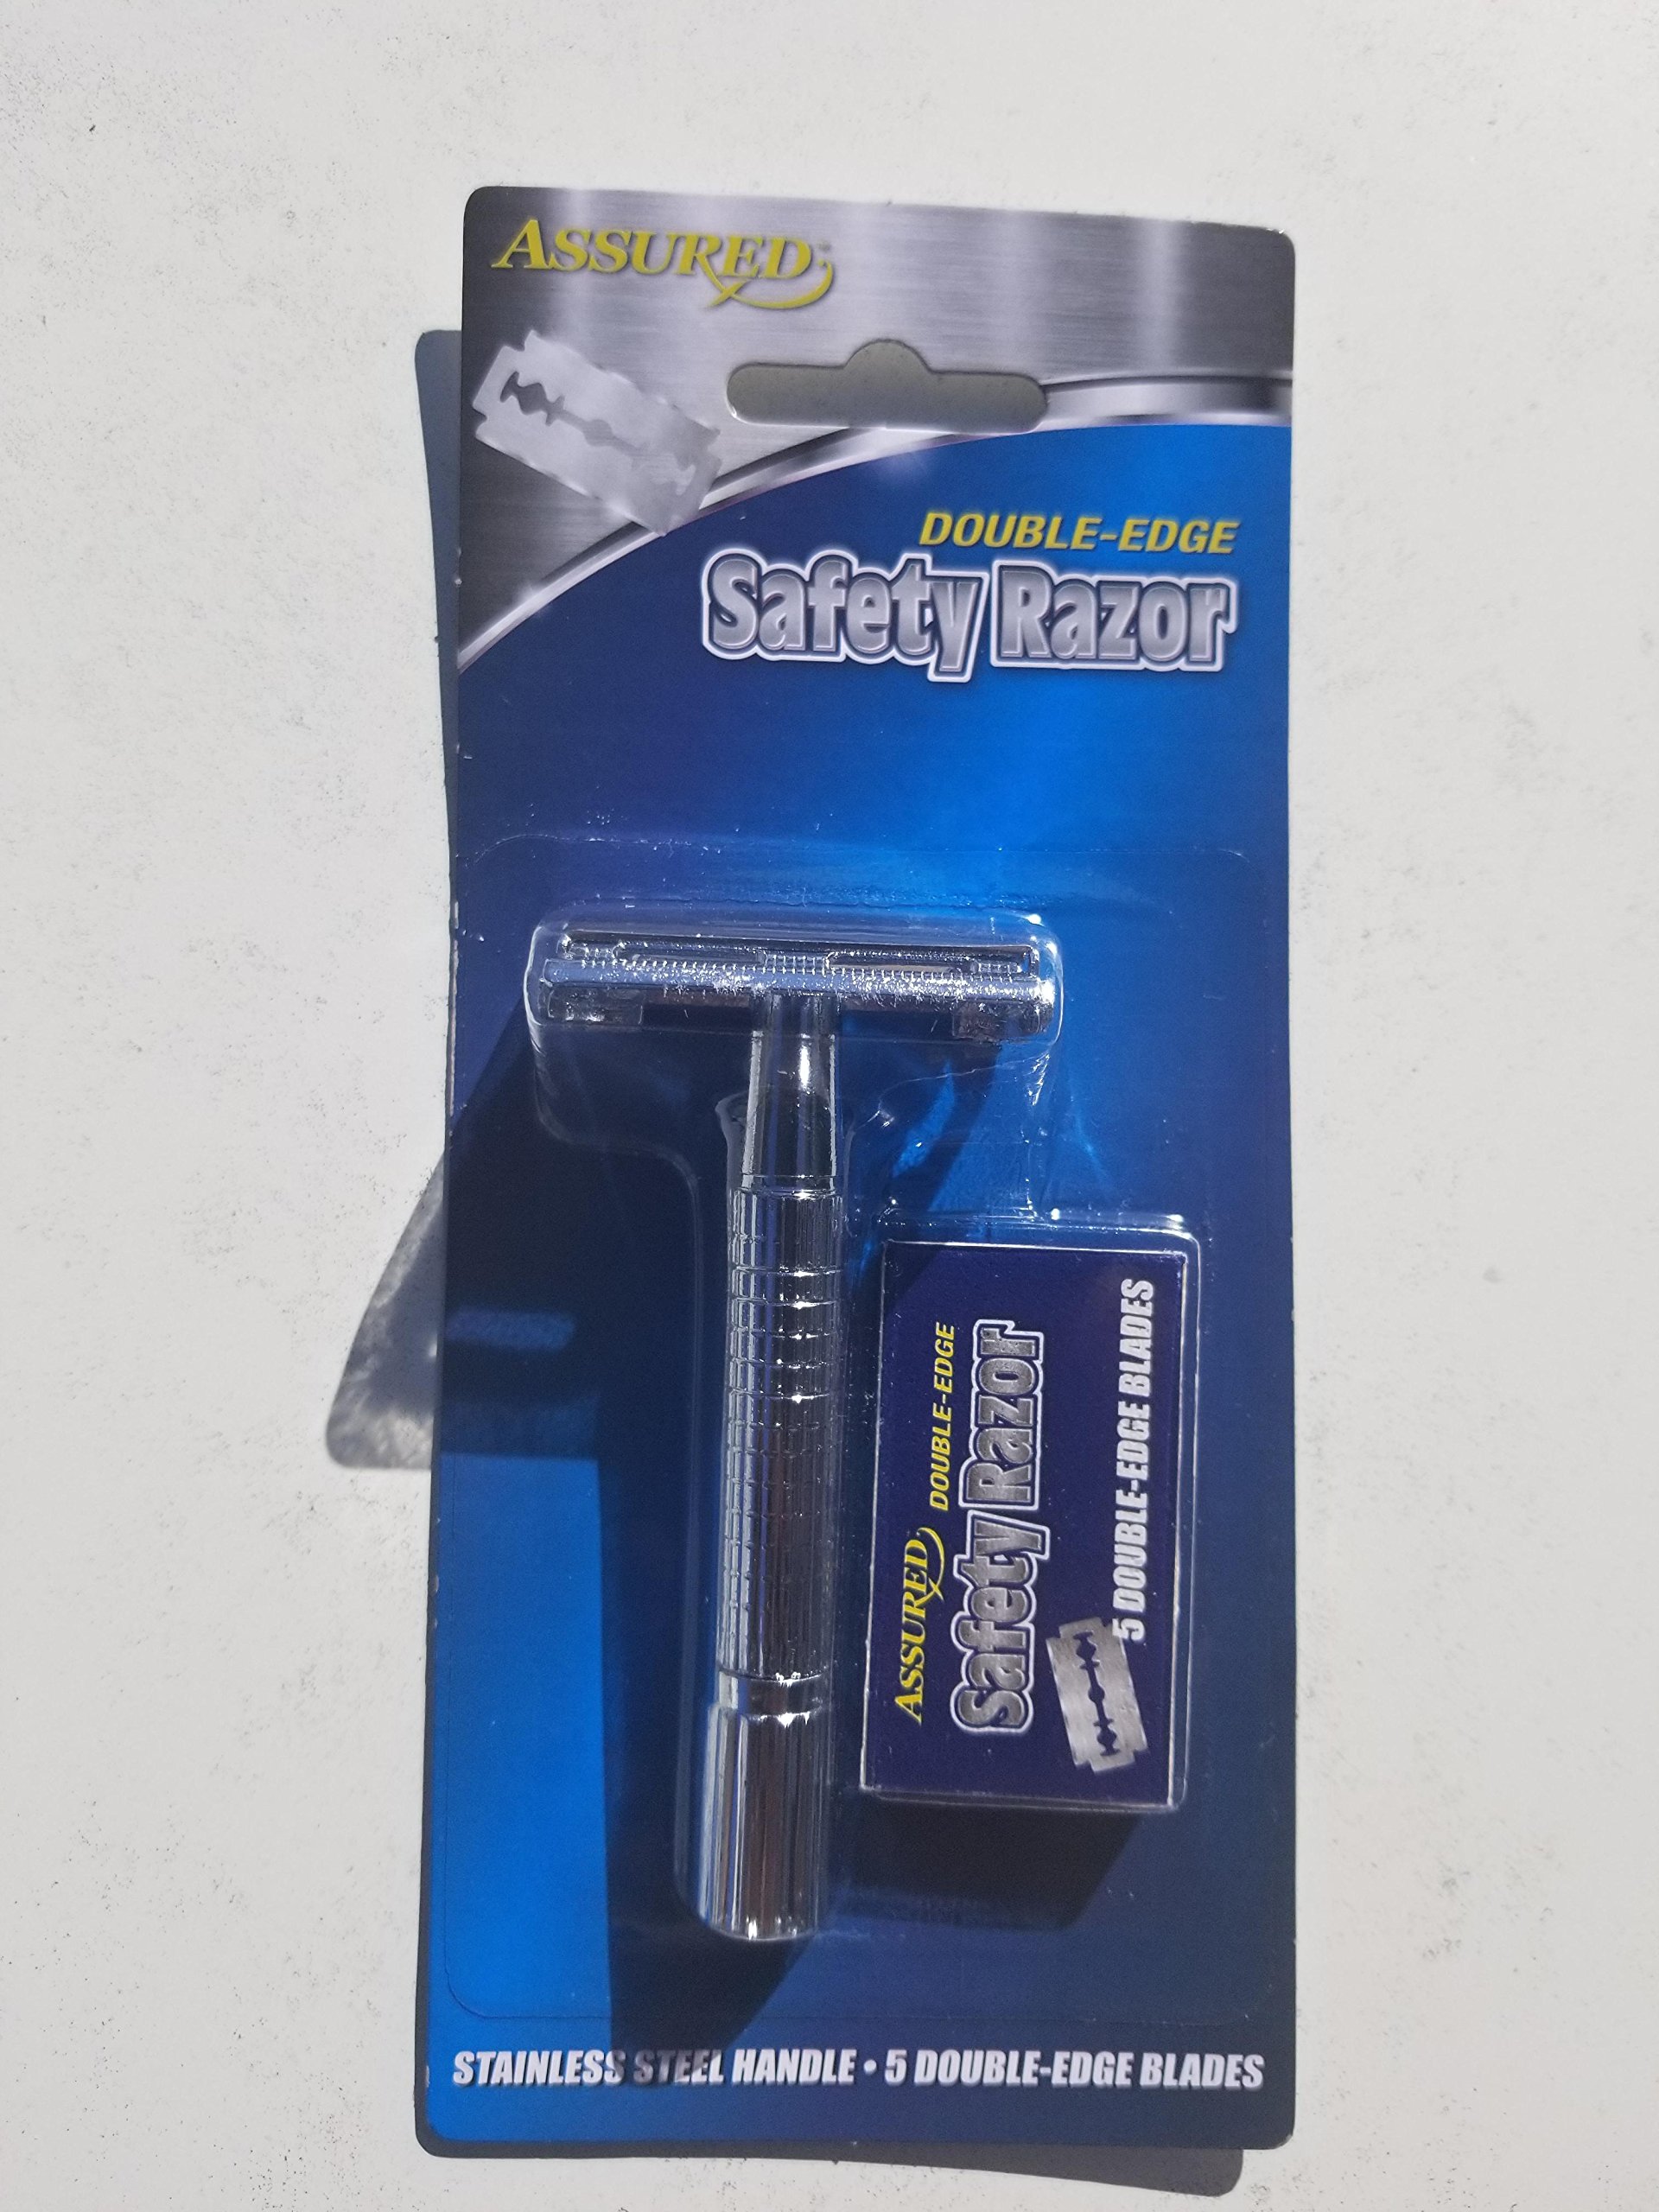 ASSURED
DOUBLE-EDGE
Safety Razor
ASSURED DOUBLE-EDGE
Safety Razor
5 DOUBLE-EDGE BLADES
STAINLESS STEEL HANDLE • 5 DOUBLE-EDGE BLADES